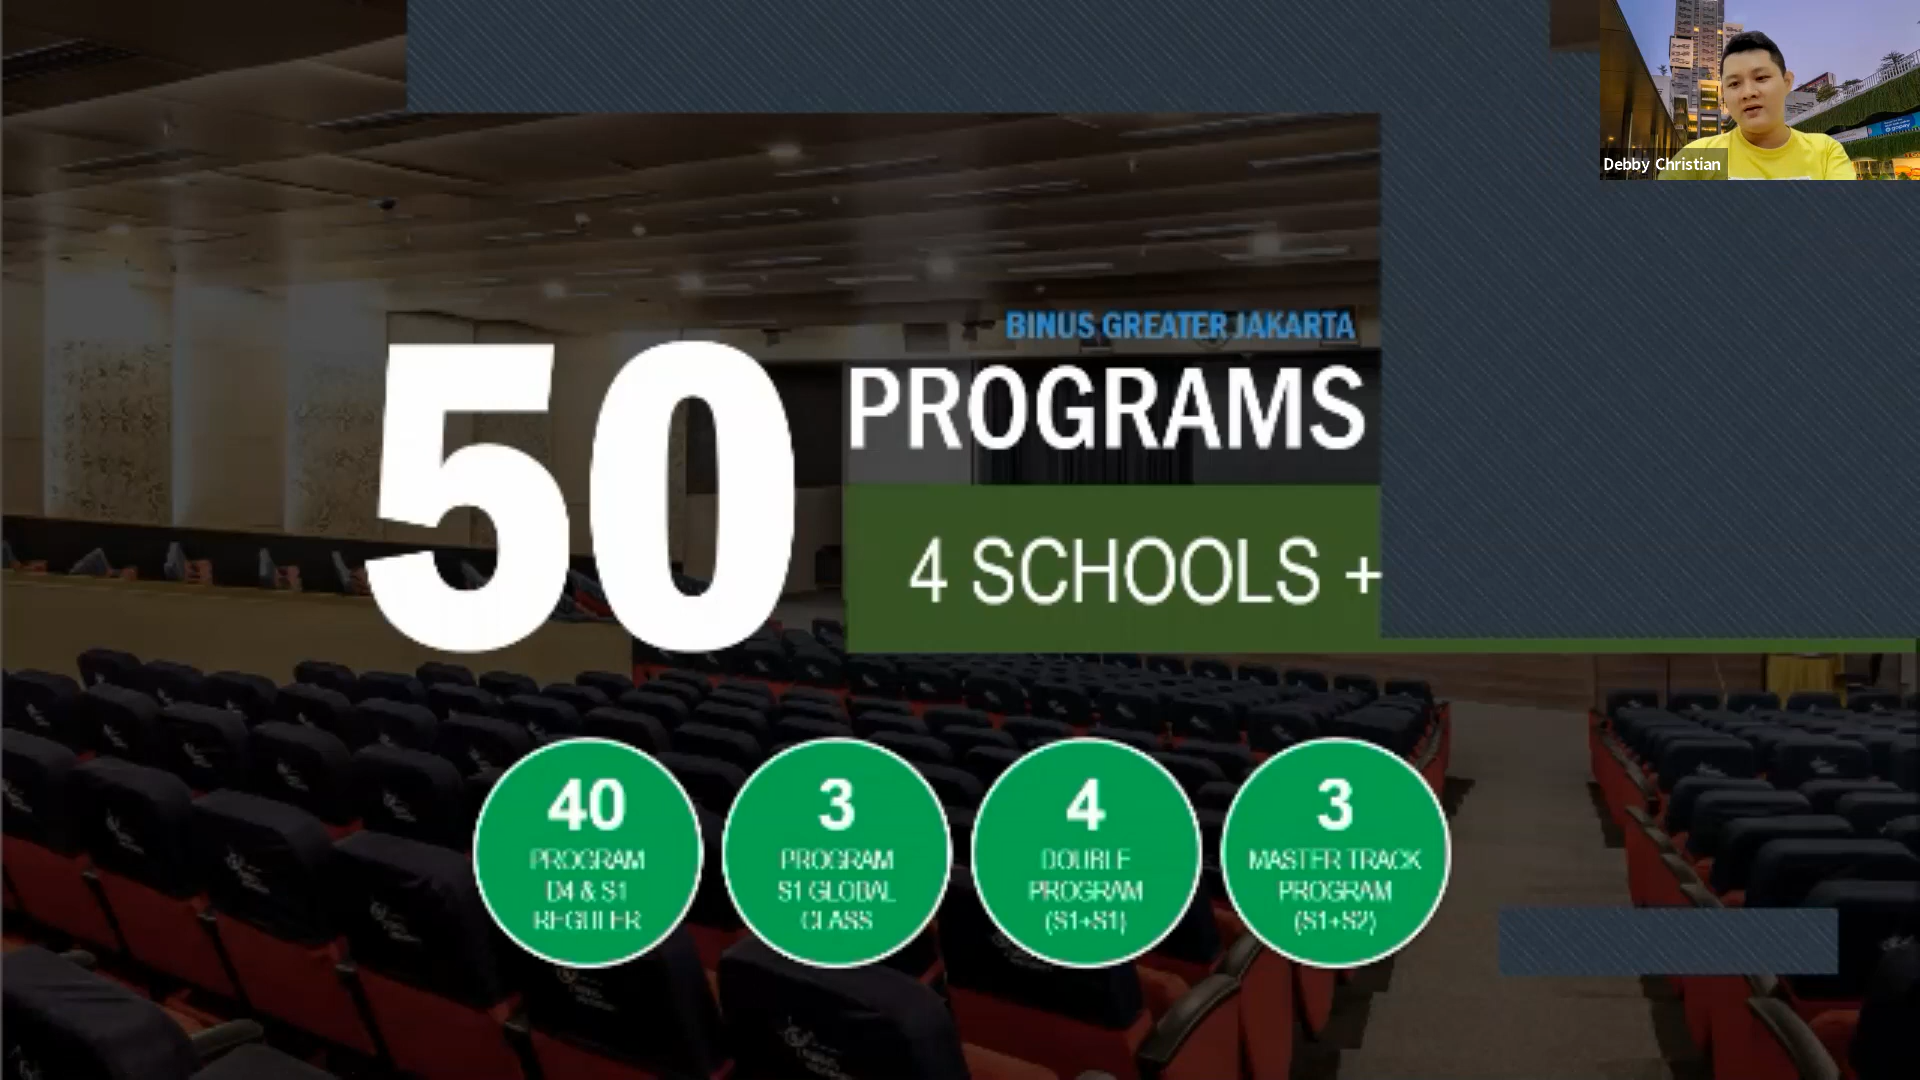 BINUS GREATER JAKARTA
50 PROGRAMS
4 SCHOOLS +
40
PROGRAM
D4 & S1
REGULER
3
PROGRAM
S1 GLOBAL
CLASS
4
DOUBLE
PROGRAM
(S1+S1)
3
MASTER TRACK
PROGRAM
(S1+S2)
Debby Christian
gopay